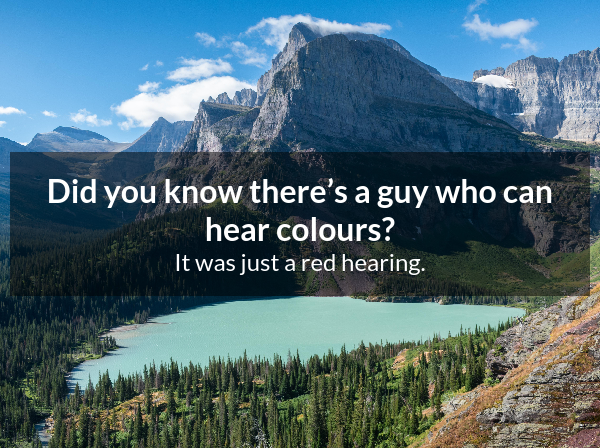 Did you know there’s a guy who can
hear colours?
It was just a red hearing.